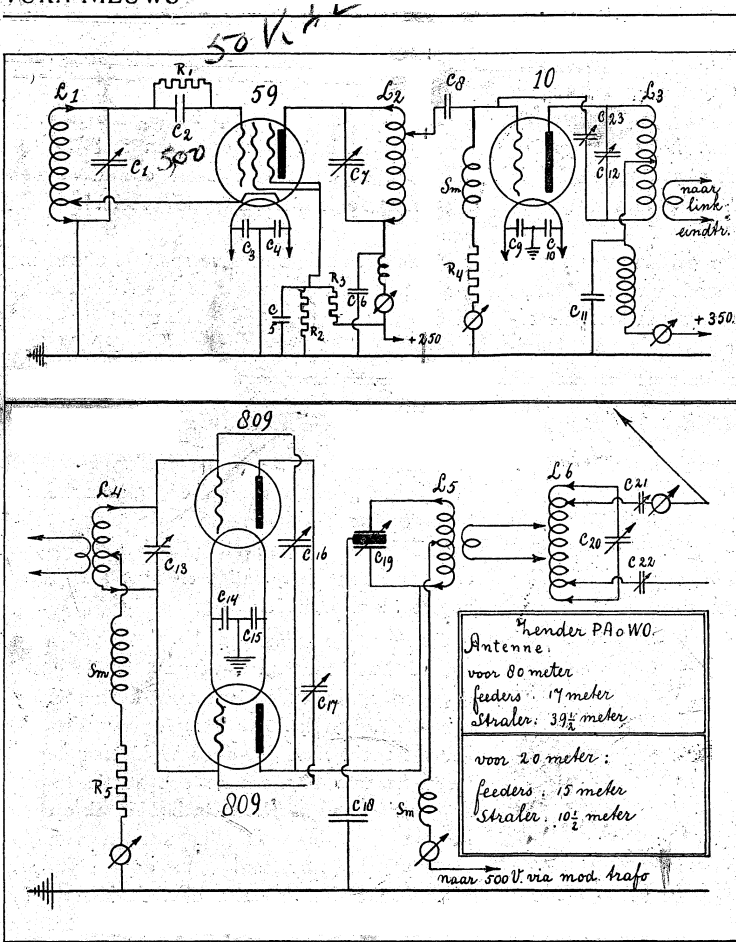 50 V.
R1
L1
59
L2
C8
10
L3
C2
C1
500
C7
Sm
C23
C12
naar
link
eindtr.
C3
C4
C9
C10
R3
R4
C6
C5
R2
C11
+250
+350.
809
L4
C13
C16
C19
L5
L6
C21
C20
C22
C14
C15
Sm
C17
R5
809
C18
Sm
Zender PAoWO.
Antenne:
voor 80 meter
feeders: 17 meter
Straler: 39½ meter
voor 20 meter:
feeders: 15 meter
Straler: 10½ meter
naar 500V. via mod. trafo